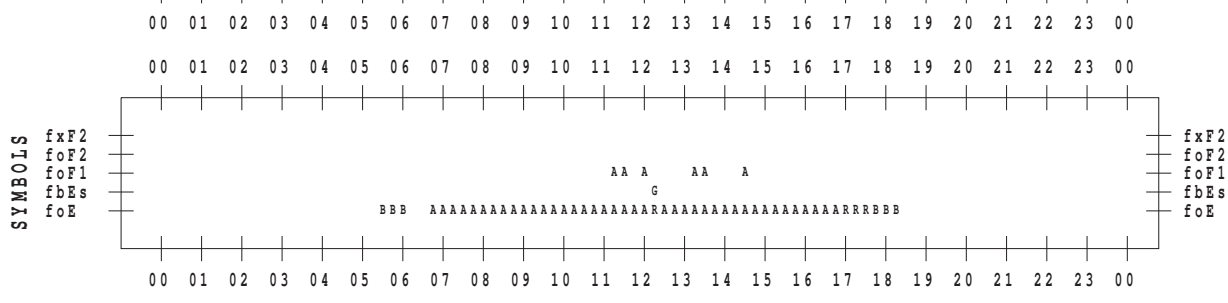 00 01 02 03 04 05 06 07 08 09 10 11 12 13 14 15 16 17 18 19 20 21 22 23 00
00 01 02 03 04 05 06 07 08 09 10 11 12 13 14 15 16 17 18 19 20 21 22 23 00
SYMBOLS
fxF2 fxF2
foF2 foF2
foF1 AA A AA A foF1
fbEs G fbEs
foE BBB AAAAAAAAAAAAAAAAAAAAAARAAAAAAAAAAAAAAAAAARRRBBB foE
00 01 02 03 04 05 06 07 08 09 10 11 12 13 14 15 16 17 18 19 20 21 22 23 00